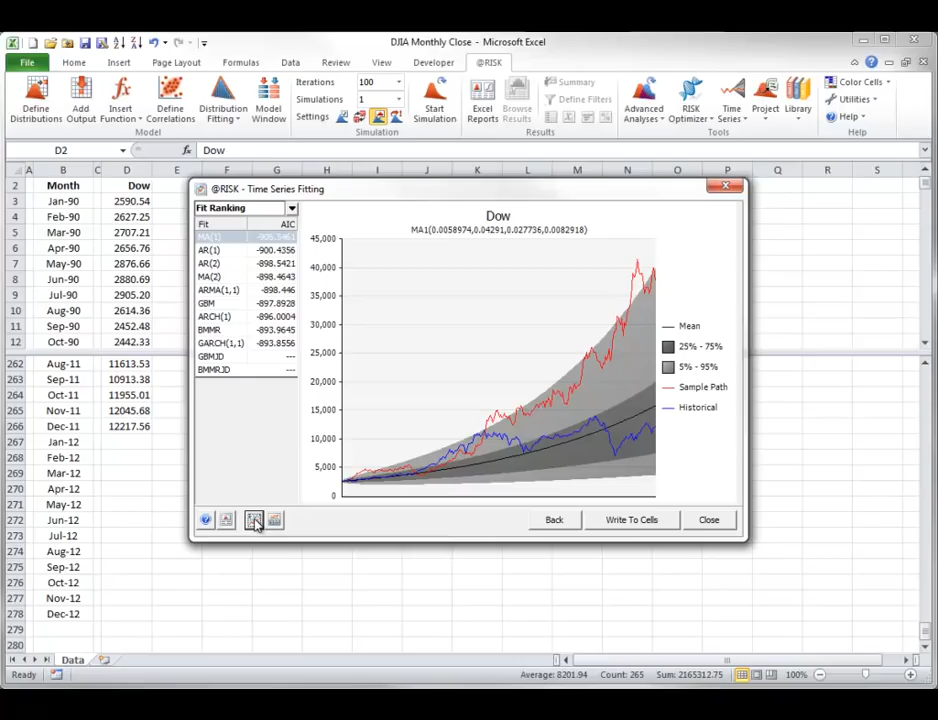 DJIA Monthly Close - Microsoft Excel
File Home Insert Page Layout Formulas Data Review View Developer @RISK
Define Distributions
Add Output
Insert Function
Define Correlations
Distribution Fitting
Model Window
Model
Iterations 100
Simulations 1
Settings
Start Simulation
Simulation
Excel Reports
Browse Results
Summary
Define Filters
Results
Advanced Analyses
RISK Optimizer
Time Series
Project
Library
Tools
Color Cells
Utilities
Help
Help
D2 fx Dow
A B C D E F G H I J K L M N O P Q R S
2 Month Dow
3 Jan-90 2590.54
4 Feb-90 2627.25
5 Mar-90 2707.21
6 Apr-90 2656.76
7 May-90 2876.66
8 Jun-90 2880.69
9 Jul-90 2905.20
10 Aug-90 2614.36
11 Sep-90 2452.48
12 Oct-90 2442.33
262 Aug-11 11613.53
263 Sep-11 10913.38
264 Oct-11 11955.01
265 Nov-11 12045.68
266 Dec-11 12217.56
267 Jan-12
268 Feb-12
269 Mar-12
270 Apr-12
271 May-12
272 Jun-12
273 Jul-12
274 Aug-12
275 Sep-12
276 Oct-12
277 Nov-12
278 Dec-12
279
280
@RISK - Time Series Fitting
Fit Ranking
Fit AIC
MA(1) -905.5461
AR(1) -900.4356
AR(2) -898.5421
MA(2) -898.4643
ARMA(1,1) -898.446
GBM -897.8928
ARCH(1) -896.0004
BMMR -893.9645
GARCH(1,1) -893.8556
GBMJD ---
BMMRJD ---
Dow
MA1(0.0058974,0.04291,0.027736,0.0082918)
45,000
40,000
35,000
30,000
25,000
20,000
15,000
10,000
5,000
0
Mean
25% - 75%
5% - 95%
Sample Path
Historical
Back Write To Cells Close
Data
Ready Average: 8201.94 Count: 265 Sum: 2165312.75 100%